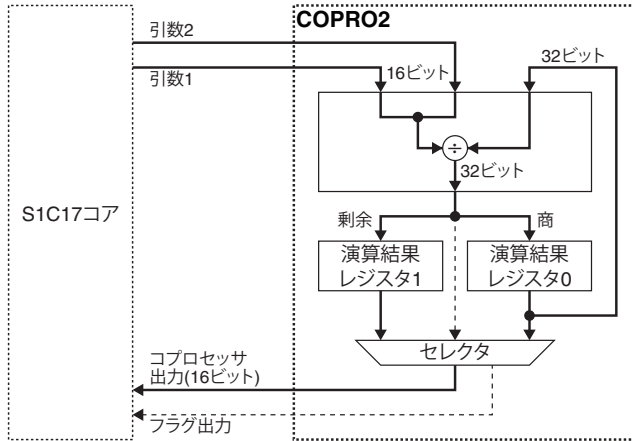 COPRO2
引数2
32ビット
16ビット
引数1
÷
32ビット
S1C17コア
剰余
商
演算結果
レジスタ1
演算結果
レジスタ0
セレクタ
コプロセッサ
出力(16ビット)
フラグ出力